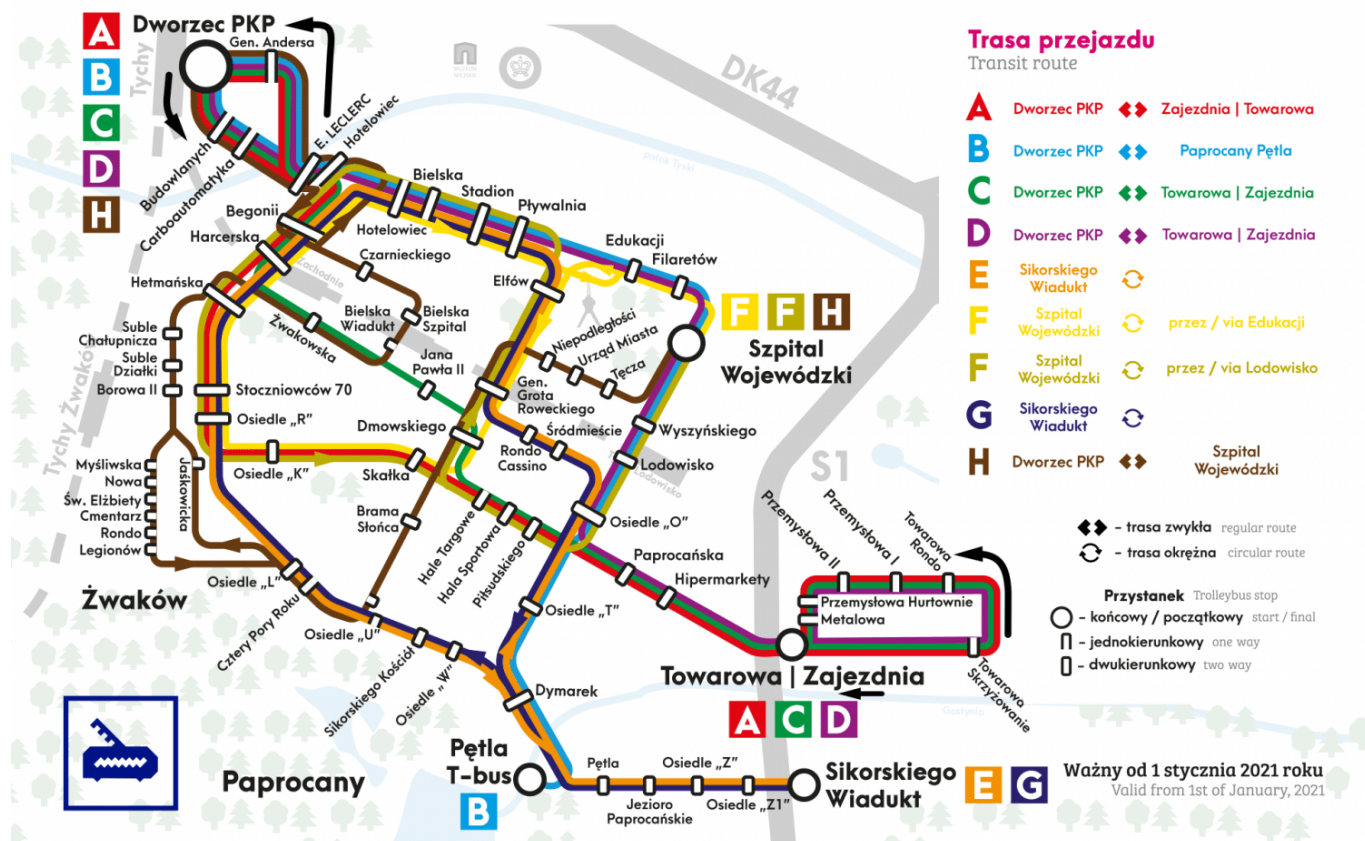 Dworzec PKP
A
B
C
D
H
Gen. Andersa
Tychy
E. LECLERC
Hotelowiec
MUZEUM
MIEJSKIE
DK44
potok Tyski
Budowlanych
Carboautomatyka
Begonii
Harcerska
Hetmańska
Bielska
Stadion
Pływalnia
Hotelowiec
Czarnieckiego
Zachodnie
Elfów
Edukacji
Filaretów
Suble
Chałupnicza
Suble
Działki
Borowa II
Żwakowska
Bielska
Wiadukt
Bielska
Szpital
Jana
Pawła II
Niepodległości
Urząd Miasta
Tęcza
F F H
Szpital
Wojewódzki
Tychy Żwaków
Stoczniowców 70
Osiedle „R"
Gen.
Grota
Roweckiego
Dmowskiego
Śródmieście
Rondo
Cassino
Wyszyńskiego
Lodowisko
Lodowisko
S1
Myśliwska
Nowa
Św. Elżbiety
Cmentarz
Rondo
Legionów
Jaśkowicka
Osiedle „K"
Skałka
Brama
Słońca
Hale Targowe
Hala Sportowa
Piłsudskiego
Osiedle „O"
Paprocańska
Hipermarkety
Przemysłowa II
Przemysłowa I
Towarowa
Rondo
Przemysłowa Hurtownie
Metalowa
Żwaków
Osiedle „L"
Cztery Pory Roku
Osiedle „U"
Sikorskiego Kościół
Osiedle „W"
Osiedle „T"
Dymarek
Towarowa | Zajezdnia
A C D
Towarowa
Skrzyżowanie
Gostynia
Paprocany
Pętla
T-bus
B
Pętla
Jezioro
Paprocańskie
Osiedle „Z"
Osiedle „Z1"
Sikorskiego
Wiadukt
E G
Trasa przejazdu
Transit route
A Dworzec PKP Zajezdnia | Towarowa
B Dworzec PKP Paprocany Pętla
C Dworzec PKP Towarowa | Zajezdnia
D Dworzec PKP Towarowa | Zajezdnia
E Sikorskiego
Wiadukt
F Szpital
Wojewódzki przez / via Edukacji
F Szpital
Wojewódzki przez / via Lodowisko
G Sikorskiego
Wiadukt
H Dworzec PKP Szpital
Wojewódzki
- trasa zwykła regular route
- trasa okrężna circular route
Przystanek Trolleybus stop
- końcowy / początkowy start / final
- jednokierunkowy one way
- dwukierunkowy two way
Ważny od 1 stycznia 2021 roku
Valid from 1st of January, 2021